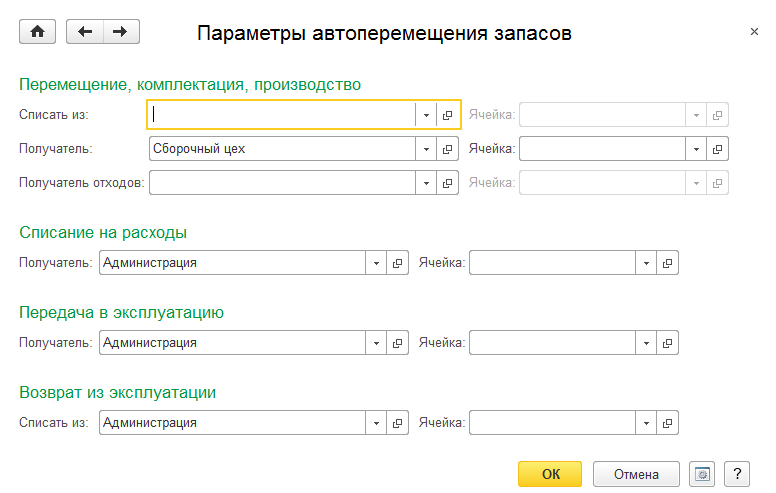 Параметры автоперемещения запасов
Перемещение, комплектация, производство
Списать из: Ячейка:
Получатель: Сборочный цех Ячейка:
Получатель отходов: Ячейка:
Списание на расходы
Получатель: Администрация Ячейка:
Передача в эксплуатацию
Получатель: Администрация Ячейка:
Возврат из эксплуатации
Списать из: Администрация Ячейка:
ОК Отмена ?